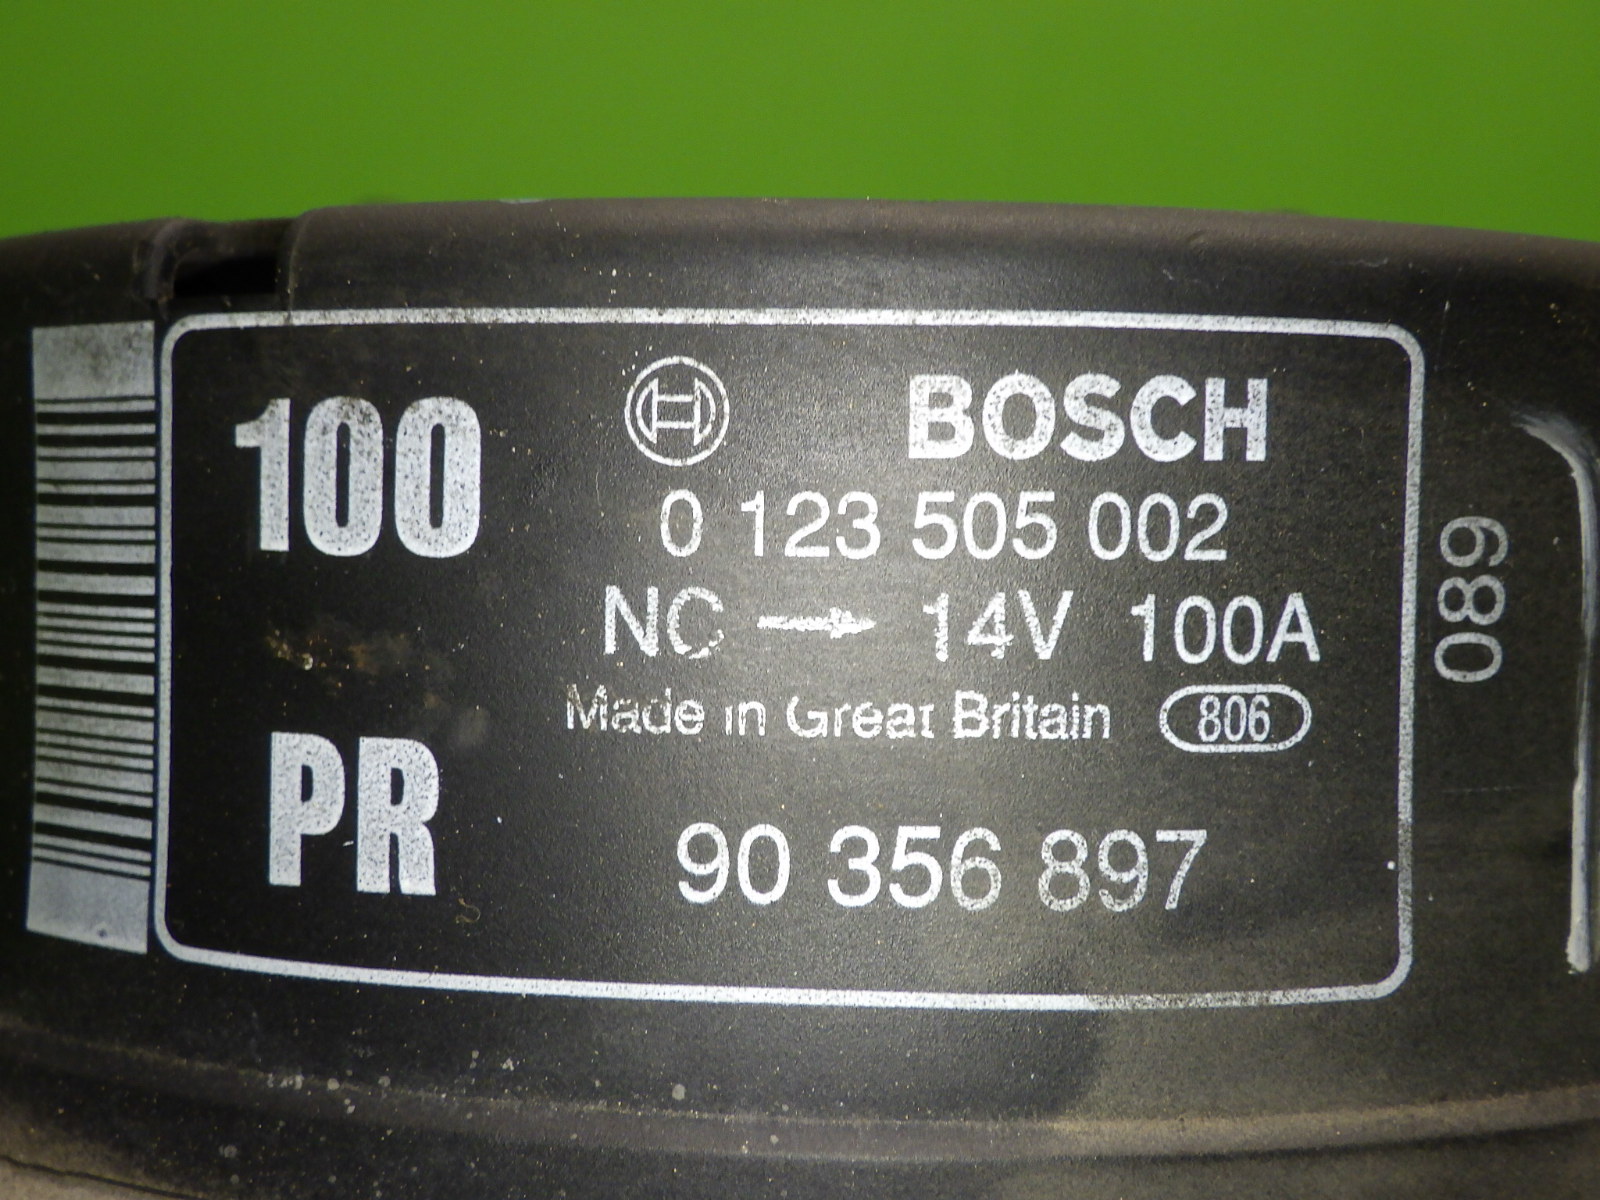 100
BOSCH
0 123 505 002
NC → 14V 100A
Made in Great Britain 806
PR
90 356 897
089